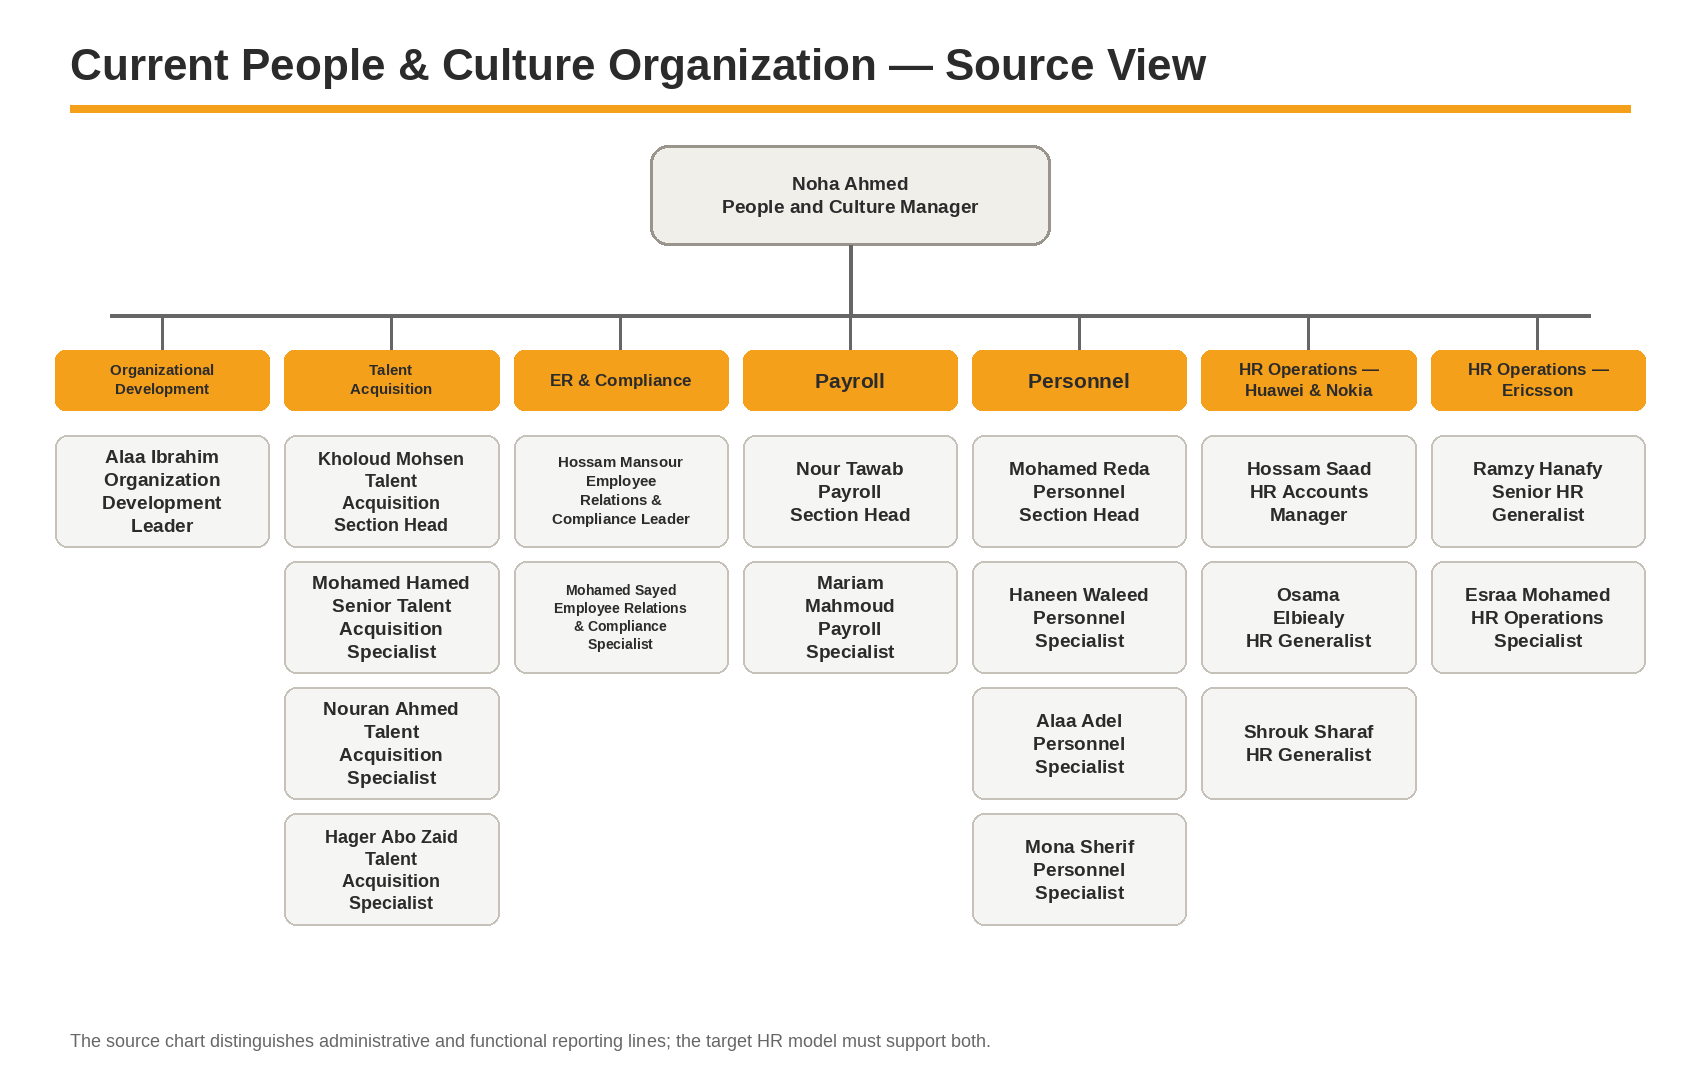 Current People & Culture Organization — Source View
Noha Ahmed
People and Culture Manager
Organizational
Development
Talent
Acquisition
ER & Compliance
Payroll
Personnel
HR Operations —
Huawei & Nokia
HR Operations —
Ericsson
Alaa Ibrahim
Organization
Development
Leader
Kholoud Mohsen
Talent
Acquisition
Section Head
Hossam Mansour
Employee
Relations &
Compliance Leader
Nour Tawab
Payroll
Section Head
Mohamed Reda
Personnel
Section Head
Hossam Saad
HR Accounts
Manager
Ramzy Hanafy
Senior HR
Generalist
Mohamed Hamed
Senior Talent
Acquisition
Specialist
Mohamed Sayed
Employee Relations
& Compliance
Specialist
Mariam
Mahmoud
Payroll
Specialist
Haneen Waleed
Personnel
Specialist
Osama
Elbiealy
HR Generalist
Esraa Mohamed
HR Operations
Specialist
Nouran Ahmed
Talent
Acquisition
Specialist
Alaa Adel
Personnel
Specialist
Shrouk Sharaf
HR Generalist
Hager Abo Zaid
Talent
Acquisition
Specialist
Mona Sherif
Personnel
Specialist
The source chart distinguishes administrative and functional reporting lines; the target HR model must support both.